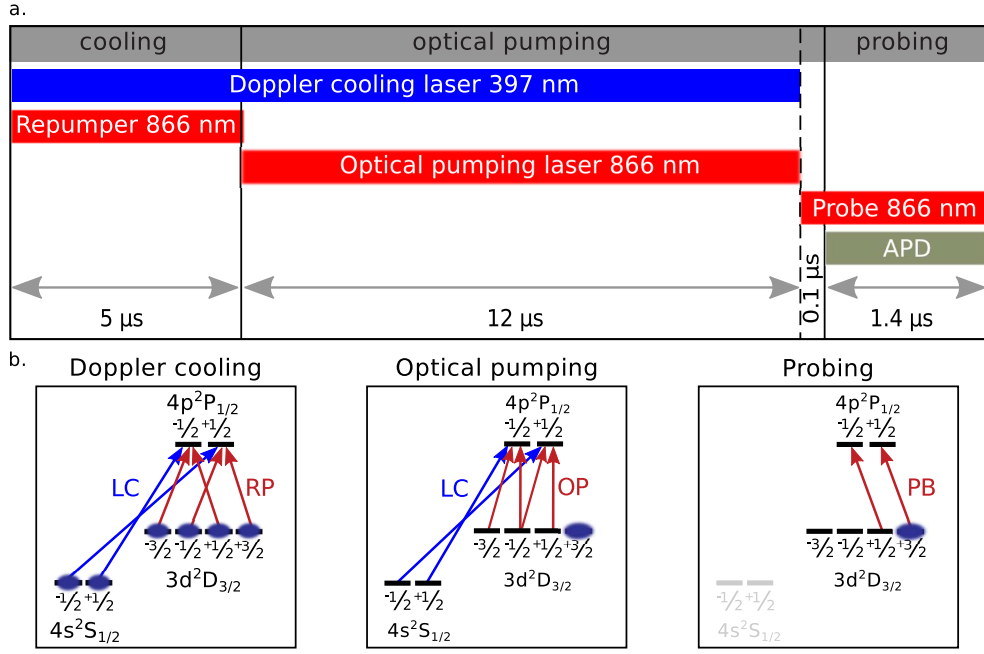 a.
cooling optical pumping probing
Doppler cooling laser 397 nm
Repumper 866 nm
Optical pumping laser 866 nm
Probe 866 nm
APD
5 µs 12 µs 0.1 µs 1.4 µs
b.
Doppler cooling Optical pumping Probing
4p²P₁/₂ 4p²P₁/₂ 4p²P₁/₂
-1/2 +1/2 -1/2 +1/2 -1/2 +1/2
LC RP LC OP PB
-3/2 -1/2 +1/2 +3/2 -3/2 -1/2 +1/2 +3/2 -3/2 -1/2 +1/2 +3/2
3d²D₃/₂ 3d²D₃/₂ 3d²D₃/₂
-1/2 +1/2 -1/2 +1/2 -1/2 +1/2
4s²S₁/₂ 4s²S₁/₂ 4s²S₁/₂